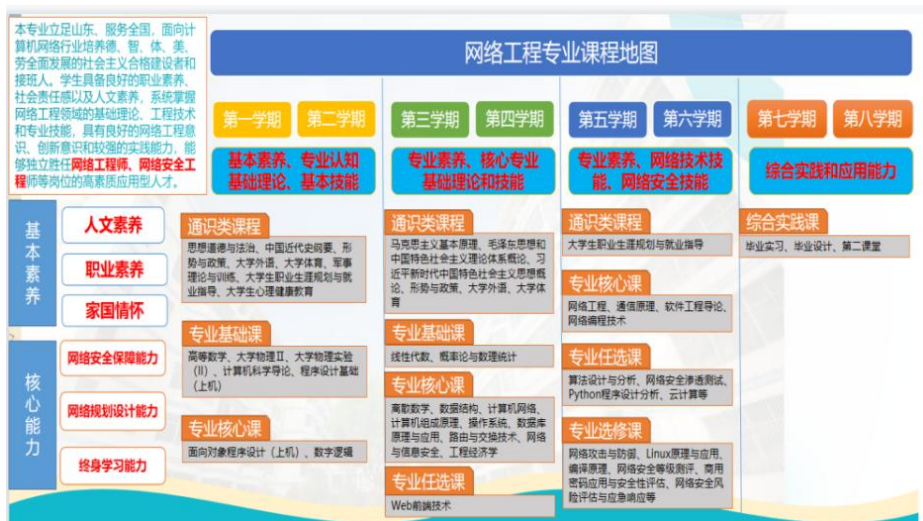 本专业立足山东、服务全国，面向计
算机网络行业培养德、智、体、美、
劳全面发展的社会主义合格建设者和
接班人。学生具备良好的职业素养、
社会责任感以及人文素养，系统掌握
网络工程领域的基础理论、工程技术
和专业技能，具有良好的网络工程意
识、创新意识和较强的实践能力，能
够独立胜任网络工程师、网络安全工
程师等岗位的高素质应用型人才。
网络工程专业课程地图
第一学期
第二学期
第三学期
第四学期
第五学期
第六学期
第七学期
第八学期
基本素养、专业认知
基础理论、基本技能
专业素养、核心专业
基础理论和技能
专业素养、网络技术技
能、网络安全技能
综合实践和应用能力
基本素养
人文素养
职业素养
家国情怀
核心能力
网络安全保障能力
网络规划设计能力
终身学习能力
通识类课程
思想道德与法治、中国近代史纲要、形
势与政策、大学外语、大学体育、军事
理论与训练、大学生职业生涯规划与就
业指导、大学生心理健康教育
专业基础课
高等数学、大学物理Ⅱ、大学物理实验
（II）、计算机科学导论、程序设计基础
（上机）
专业核心课
面向对象程序设计（上机）、数字逻辑
通识类课程
马克思主义基本原理、毛泽东思想和
中国特色社会主义理论体系概论、习
近平新时代中国特色社会主义思想概
论、形势与政策、大学外语、大学体
育
专业基础课
线性代数、概率论与数理统计
专业核心课
离散数学、数据结构、计算机网络、
计算机组成原理、操作系统、数据库
原理与应用、路由与交换技术、网络
与信息安全、工程经济学
专业任选课
Web前端技术
通识类课程
大学生职业生涯规划与就业指导
专业核心课
网络工程、通信原理、软件工程导论、
网络编程技术
专业任选课
算法设计与分析、网络安全渗透测试、
Python程序设计分析、云计算等
专业选修课
网络攻击与防御、Linux原理与应用、
编译原理、网络安全等级测评、商用
密码应用与安全性评估、网络安全风
险评估与应急响应等
综合实践课
毕业实习、毕业设计、第二课堂